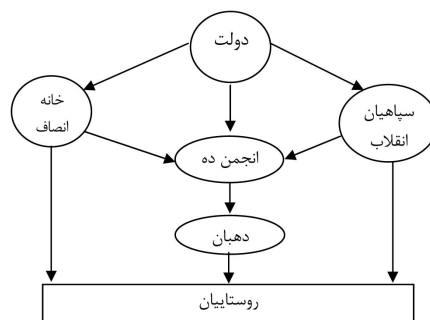 دولت
سپاهیان
انقلاب
خانه
انصاف
انجمن ده
دهبان
روستاییان